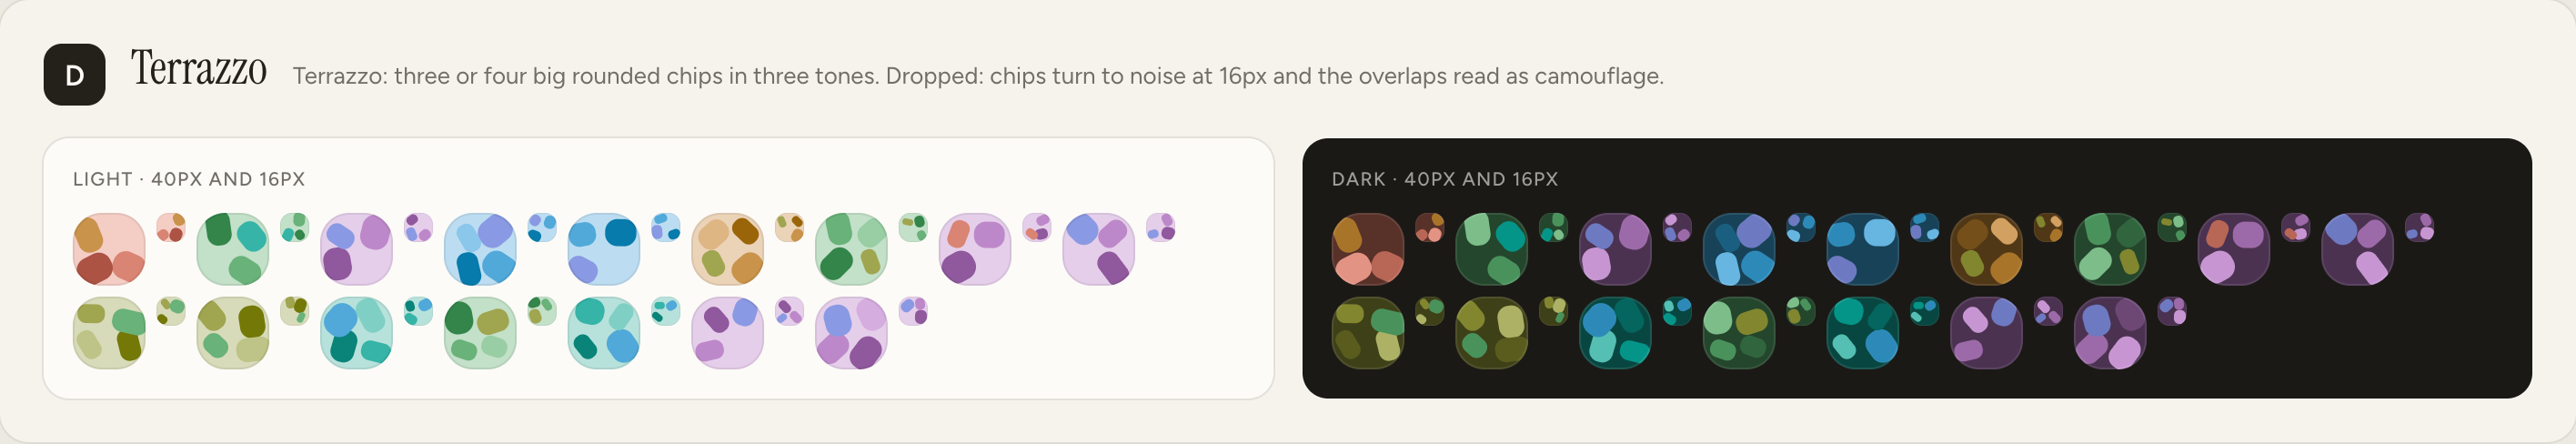 D
Terrazzo
Terrazzo: three or four big rounded chips in three tones. Dropped: chips turn to noise at 16px and the overlaps read as camouflage.
LIGHT · 40PX AND 16PX
DARK · 40PX AND 16PX